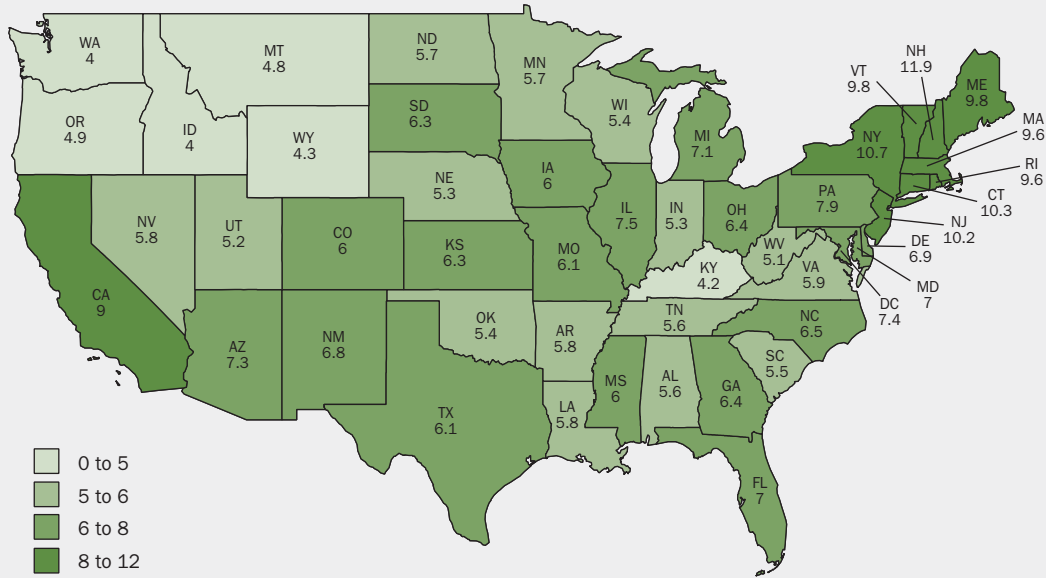 WA
4
MT
4.8
ND
5.7
MN
5.7
OR
4.9
ID
4
WY
4.3
SD
6.3
WI
5.4
MI
7.1
NH
11.9
VT
9.8
ME
9.8
MA
9.6
RI
9.6
NY
10.7
CT
10.3
NJ
10.2
PA
7.9
DE
6.9
MD
7
DC
7.4
NE
5.3
IA
6
IL
7.5
IN
5.3
OH
6.4
WV
5.1
VA
5.9
KY
4.2
NV
5.8
UT
5.2
CO
6
KS
6.3
MO
6.1
CA
9
AZ
7.3
NM
6.8
OK
5.4
AR
5.8
TN
5.6
NC
6.5
SC
5.5
MS
6
AL
5.6
GA
6.4
LA
5.8
TX
6.1
FL
7
0 to 5
5 to 6
6 to 8
8 to 12